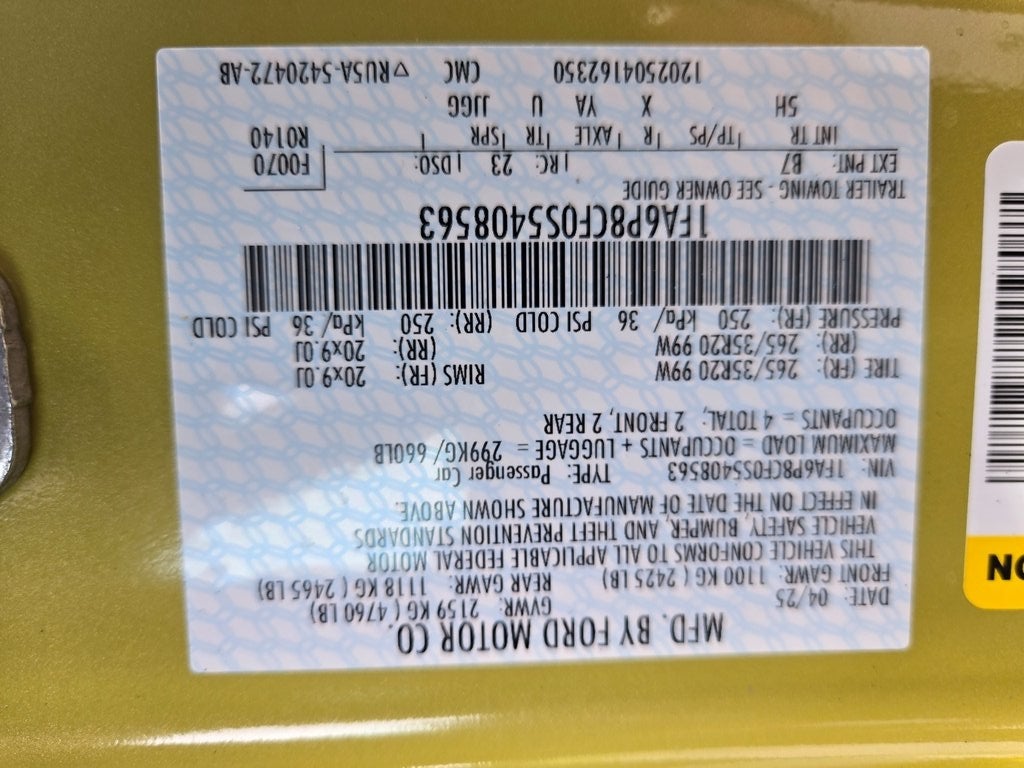 MFD. BY FORD MOTOR CO.
DATE: 04/25 GVWR: 2159 KG ( 4760 LB)
FRONT GAWR: 1100 KG ( 2425 LB) REAR GAWR: 1118 KG ( 2465 LB)
THIS VEHICLE CONFORMS TO ALL APPLICABLE FEDERAL MOTOR
VEHICLE SAFETY, BUMPER, AND THEFT PREVENTION STANDARDS
IN EFFECT ON THE DATE OF MANUFACTURE SHOWN ABOVE.
VIN: 1FA6P8CF0S5408563 TYPE: Passenger Car
MAXIMUM LOAD = OCCUPANTS + LUGGAGE = 299KG/ 660LB
OCCUPANTS = 4 TOTAL, 2 FRONT, 2 REAR
TIRE (FR): 265/35R20 99W RIMS (FR): 20x9.0J
(RR): 265/35R20 99W (RR): 20x9.0J
PRESSURE (FR): 250 kPa/ 36 PSI COLD (RR): 250 kPa/ 36 PSI COLD
1FA6P8CF0S5408563
TRAILER TOWING - SEE OWNER GUIDE
EXT PNT: B7 RC: 23 DSO: F0070
INT TR TP/PS R AXLE TR SPR R0140
5H X YA U JJGG
1202504162350 CMC ▽RU5A-5420472-AB
NO